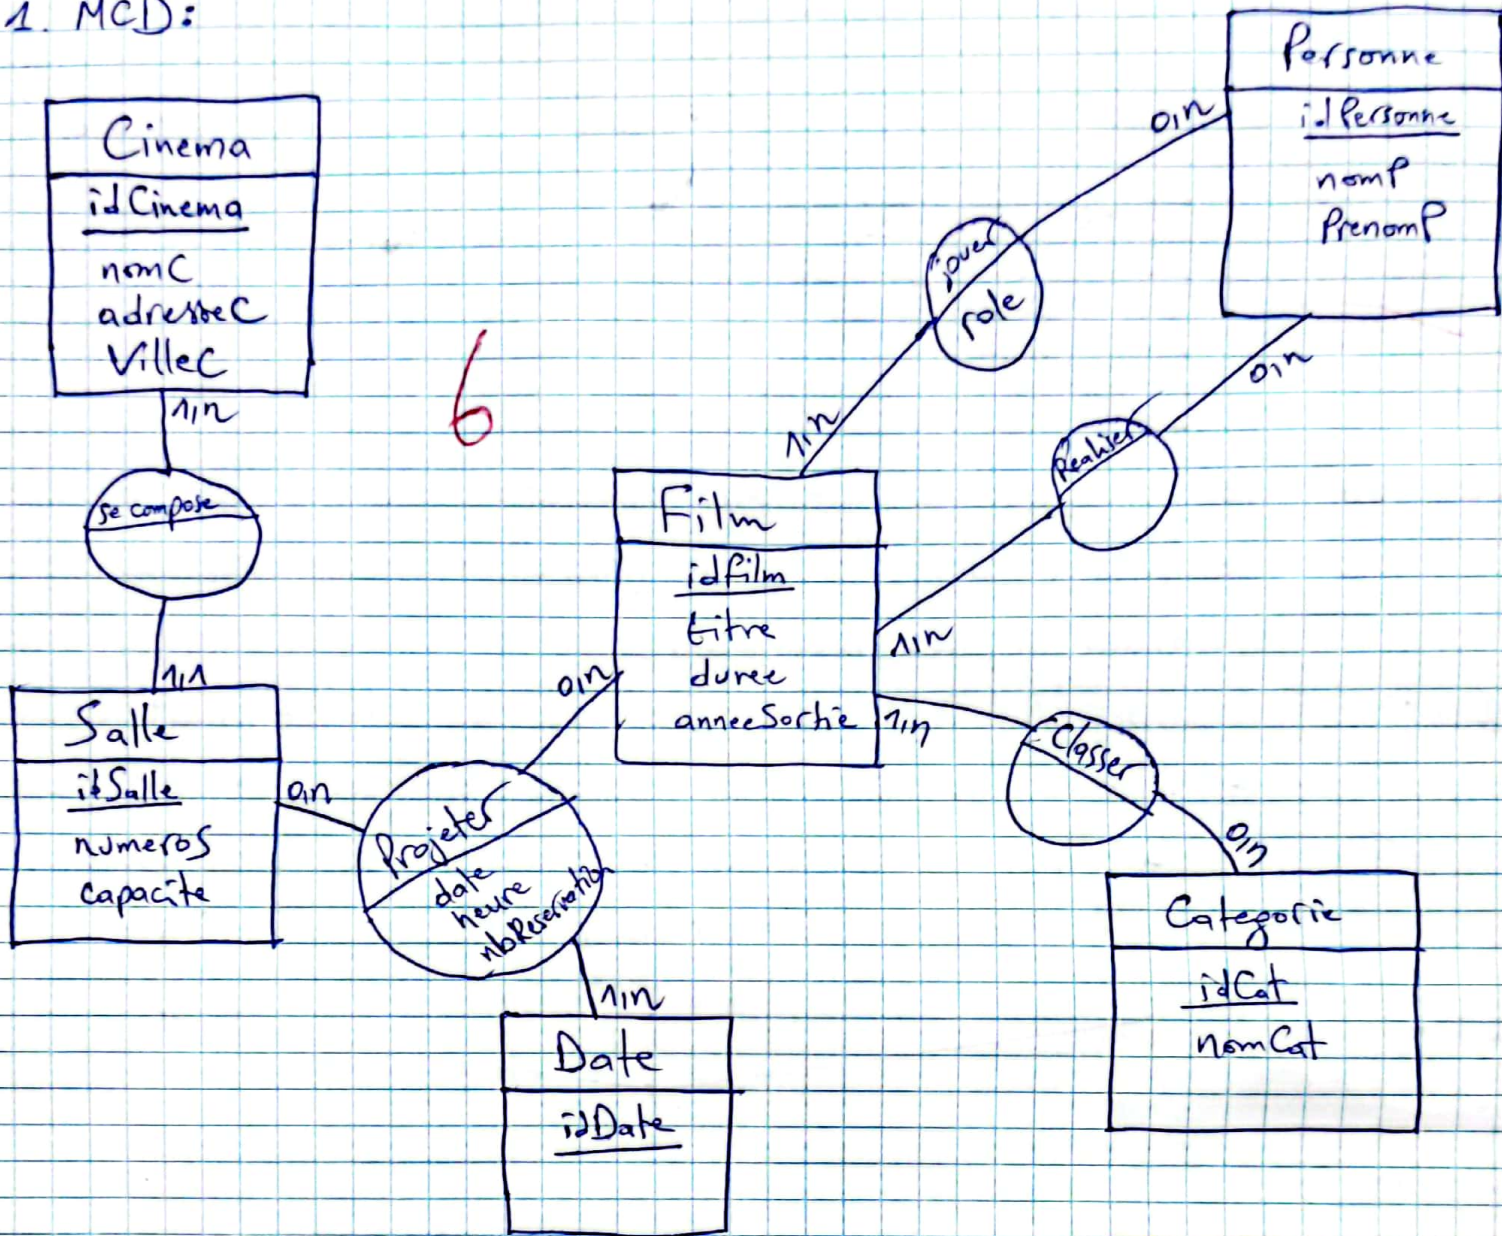 1. MCD:
Cinema
idCinema
nomC
adresseC
VilleC
1,n
se compose
1,1
Salle
idSalle
numeroS
capacite
0,n
Projeter
date
heure
nbReservation
0,n
1,n
Date
idDate
6
Film
idfilm
titre
duree
anneeSortie
1,n
jouer
role
0,n
Personne
idPersonne
nomP
PrenomP
0,n
Realiser
1,n
1,n
Classer
0,n
Categorie
idCat
nomCat